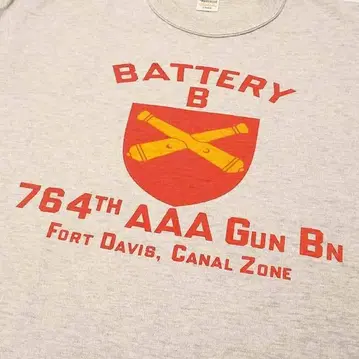 BATTERY
B
764TH AAA GUN BN
FORT DAVIS, CANAL ZONE